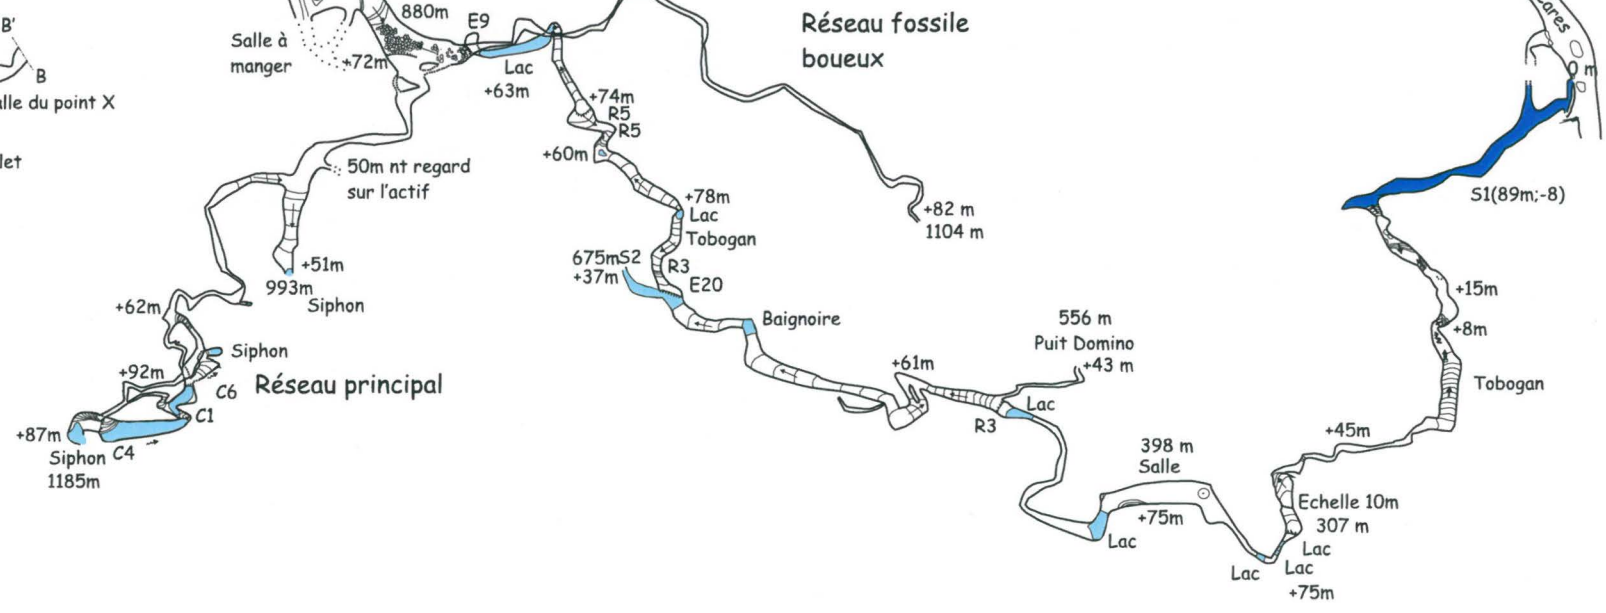 B'
B
alle du point X
let
880m
E9
Salle à
manger
+72m
Lac
+63m
Réseau fossile
boueux
0 m
+74m
R5
R5
+60m
50m nt regard
sur l'actif
+78m
Lac
Tobogan
+82 m
1104 m
S1(89m;-8)
+51m
993m
Siphon
675mS2
+37m
R3
E20
+15m
+8m
+62m
Baignoire
556 m
Puit Domino
+43 m
Siphon
+92m
C6
Réseau principal
+61m
Tobogan
C1
Lac
R3
+87m
Siphon
C4
1185m
+45m
398 m
Salle
+75m
Lac
Echelle 10m
307 m
Lac
Lac
Lac
+75m